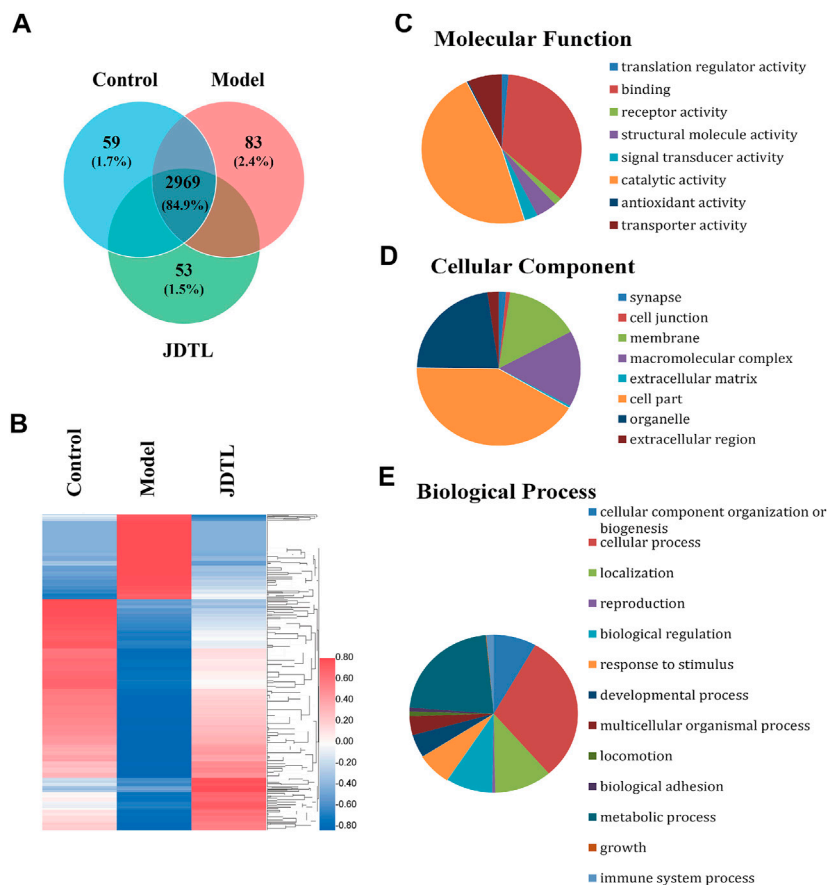 A
Control
Model
59
(1.7%)
83
(2.4%)
2969
(84.9%)
53
(1.5%)
JDTL
B
Control
Model
JDTL
0.80
0.60
0.40
0.20
0.00
-0.20
-0.40
-0.60
-0.80
C
Molecular Function
translation regulator activity
binding
receptor activity
structural molecule activity
signal transducer activity
catalytic activity
antioxidant activity
transporter activity
D
Cellular Component
synapse
cell junction
membrane
macromolecular complex
extracellular matrix
cell part
organelle
extracellular region
E
Biological Process
cellular component organization or
biogenesis
cellular process
localization
reproduction
biological regulation
response to stimulus
developmental process
multicellular organismal process
locomotion
biological adhesion
metabolic process
growth
immune system process